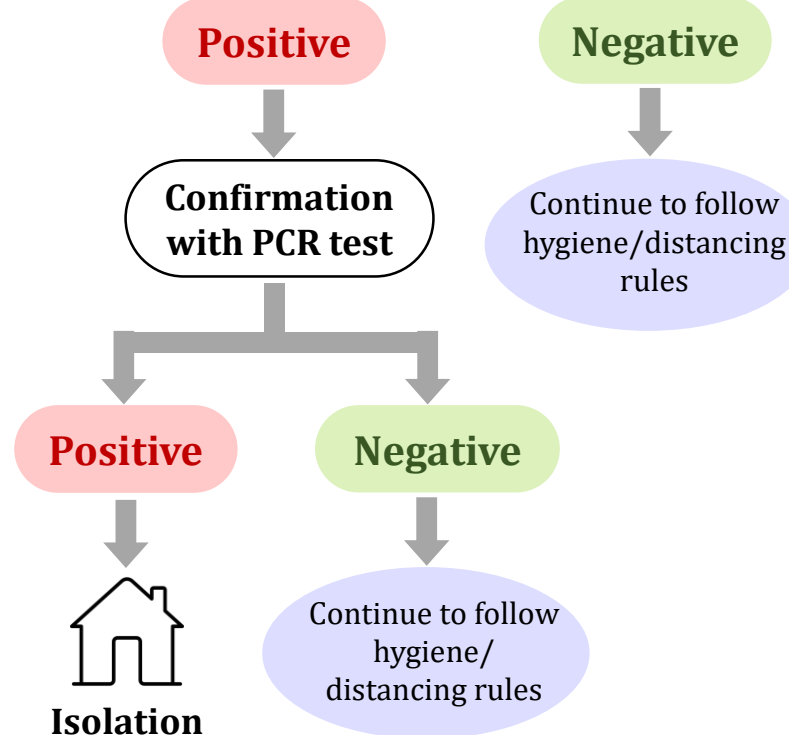 Positive
Negative
Confirmation
with PCR test
Continue to follow
hygiene/distancing
rules
Positive
Negative
Continue to follow
hygiene/
distancing rules
Isolation